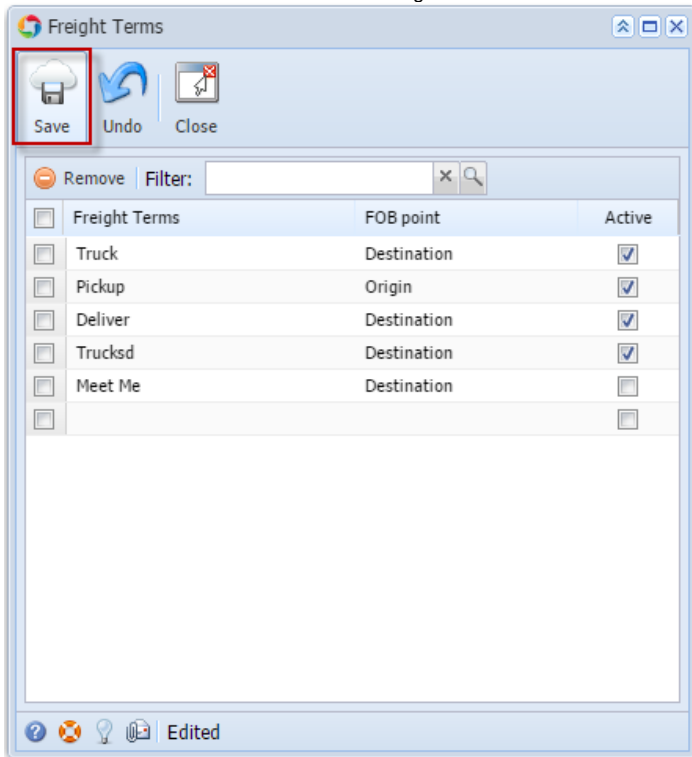 Freight Terms
Save Undo Close
Remove Filter:
Freight Terms FOB point Active
Truck Destination
Pickup Origin
Deliver Destination
Trucksd Destination
Meet Me Destination
Edited